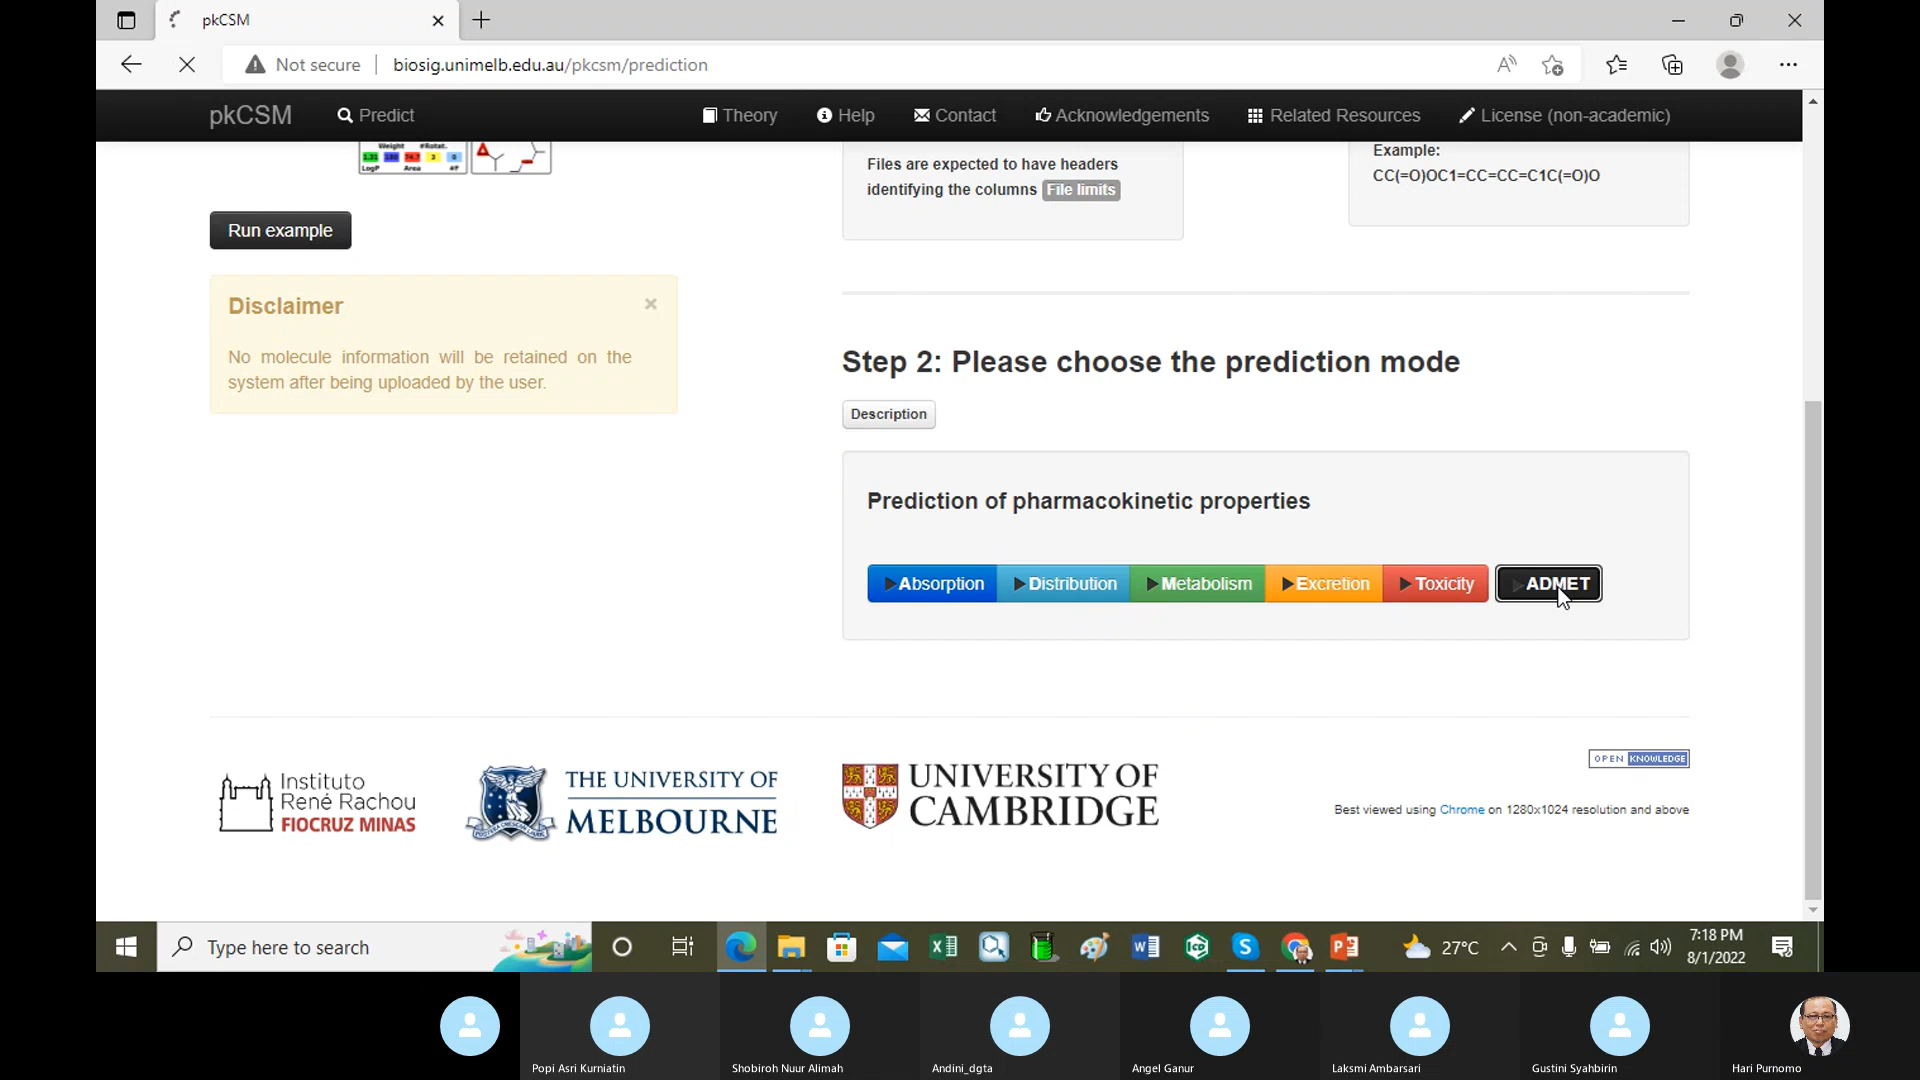 pkCSM
Not secure
biosig.unimelb.edu.au/pkcsm/prediction
pkCSM
Predict
Theory
Help
Contact
Acknowledgements
Related Resources
License (non-academic)
Weight #Rotat.
LogP Area #F
Files are expected to have headers
identifying the columns File limits
Example:
CC(=O)OC1=CC=CC=C1C(=O)O
Run example
Disclaimer
×
No molecule information will be retained on the
system after being uploaded by the user.
Step 2: Please choose the prediction mode
Description
Prediction of pharmacokinetic properties
Absorption
Distribution
Metabolism
Excretion
Toxicity
ADMET
Instituto
René Rachou
FIOCRUZ MINAS
THE UNIVERSITY OF
MELBOURNE
UNIVERSITY OF
CAMBRIDGE
OPEN KNOWLEDGE
Best viewed using Chrome on 1280x1024 resolution and above
Type here to search
27°C
7:18 PM
8/1/2022
Popi Asri Kurniatin
Shobiroh Nuur Alimah
Andini_dgta
Angel Ganur
Laksmi Ambarsari
Gustini Syahbirin
Hari Purnomo